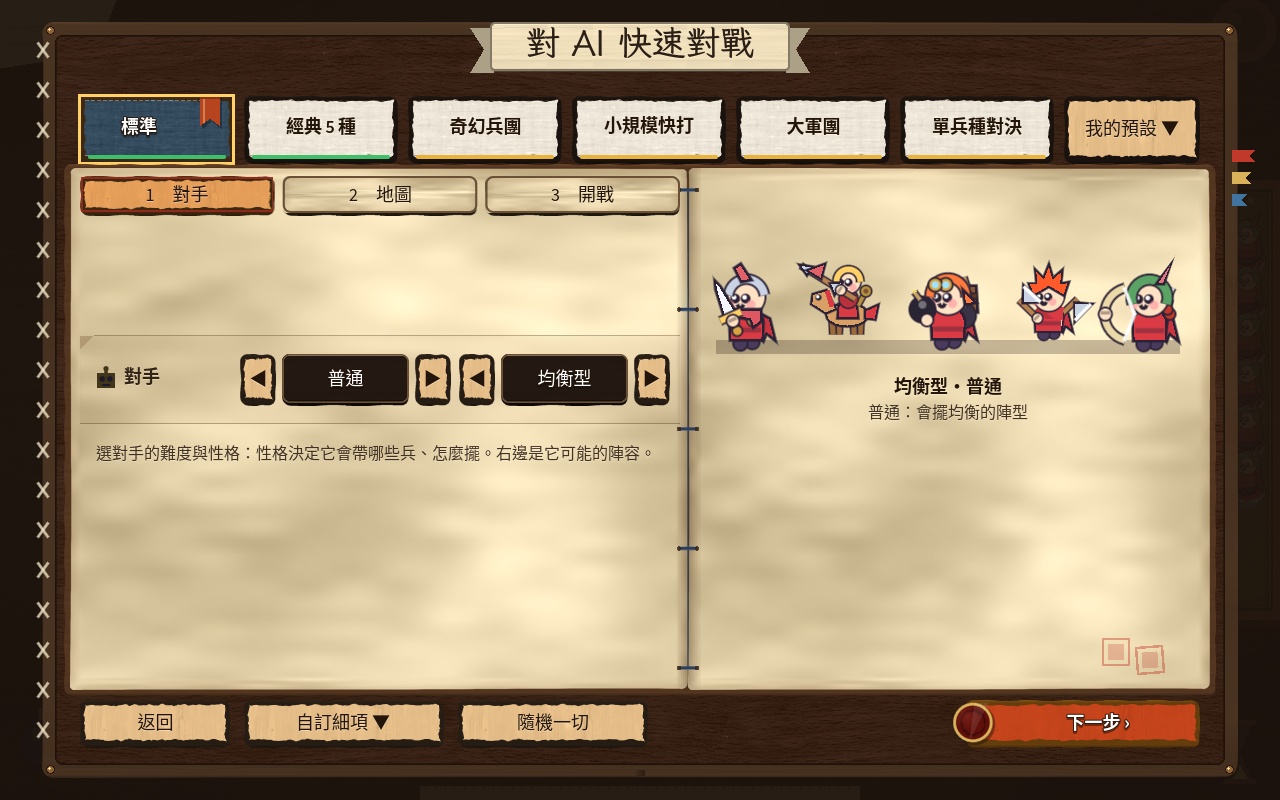 對 AI 快速對戰
標準
經典 5 種
奇幻兵團
小規模快打
大軍團
單兵種對決
我的預設 ▼
1 對手
2 地圖
3 開戰
對手
◀ 普通 ▶ ◀ 均衡型 ▶
選對手的難度與性格：性格決定它會帶哪些兵、怎麼擺。右邊是它可能的陣容。
均衡型・普通
普通：會擺均衡的陣型
返回
自訂細項 ▼
隨機一切
下一步 ›